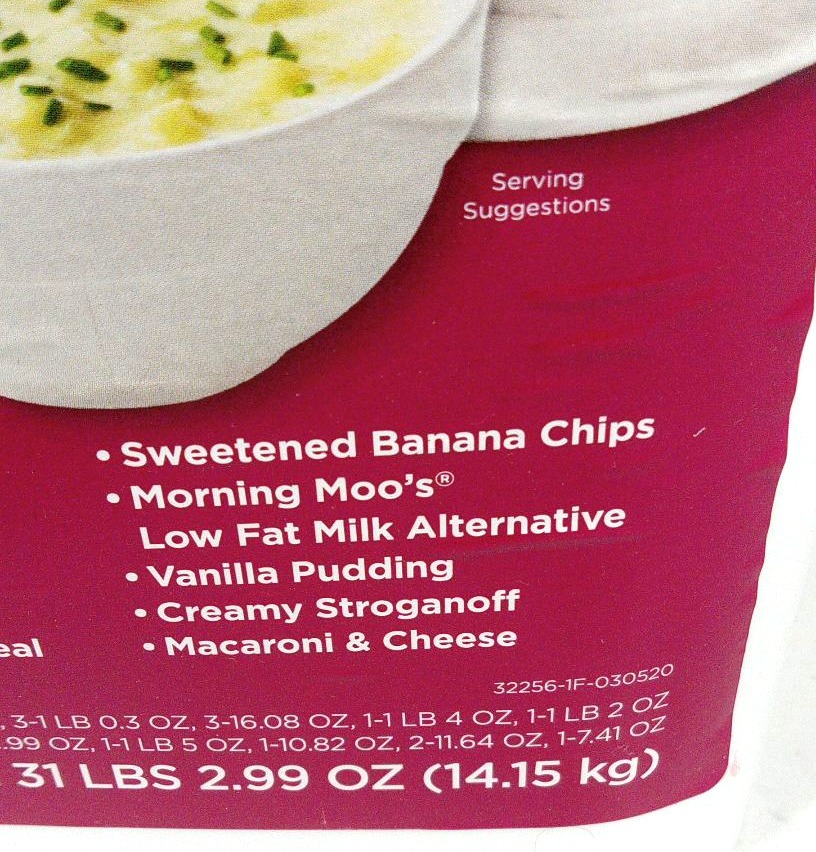 Serving
Suggestions
• Sweetened Banana Chips
• Morning Moo's®
Low Fat Milk Alternative
• Vanilla Pudding
• Creamy Stroganoff
eal • Macaroni & Cheese
32256-1F-030520
, 3-1 LB 0.3 OZ, 3-16.08 OZ, 1-1 LB 4 OZ, 1-1 LB 2 OZ
.99 OZ, 1-1 LB 5 OZ, 1-10.82 OZ, 2-11.64 OZ, 1-7.41 OZ
31 LBS 2.99 OZ (14.15 kg)